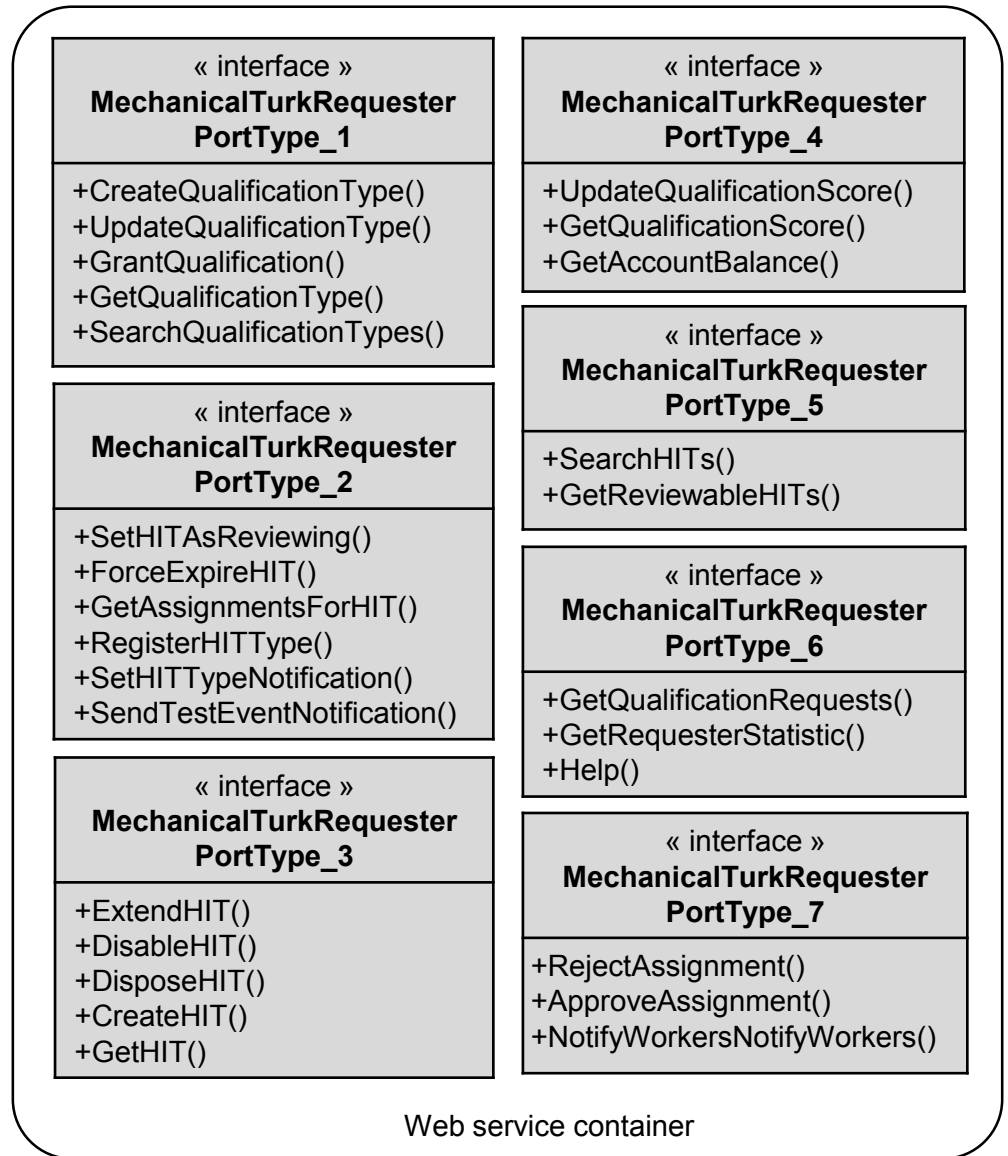 « interface »
MechanicalTurkRequester
PortType_1
+CreateQualificationType()
+UpdateQualificationType()
+GrantQualification()
+GetQualificationType()
+SearchQualificationTypes()
« interface »
MechanicalTurkRequester
PortType_2
+SetHITAsReviewing()
+ForceExpireHIT()
+GetAssignmentsForHIT()
+RegisterHITType()
+SetHITTypeNotification()
+SendTestEventNotification()
« interface »
MechanicalTurkRequester
PortType_3
+ExtendHIT()
+DisableHIT()
+DisposeHIT()
+CreateHIT()
+GetHIT()
« interface »
MechanicalTurkRequester
PortType_4
+UpdateQualificationScore()
+GetQualificationScore()
+GetAccountBalance()
« interface »
MechanicalTurkRequester
PortType_5
+SearchHITs()
+GetReviewableHITs()
« interface »
MechanicalTurkRequester
PortType_6
+GetQualificationRequests()
+GetRequesterStatistic()
+Help()
« interface »
MechanicalTurkRequester
PortType_7
+RejectAssignment()
+ApproveAssignment()
+NotifyWorkersNotifyWorkers()
Web service container